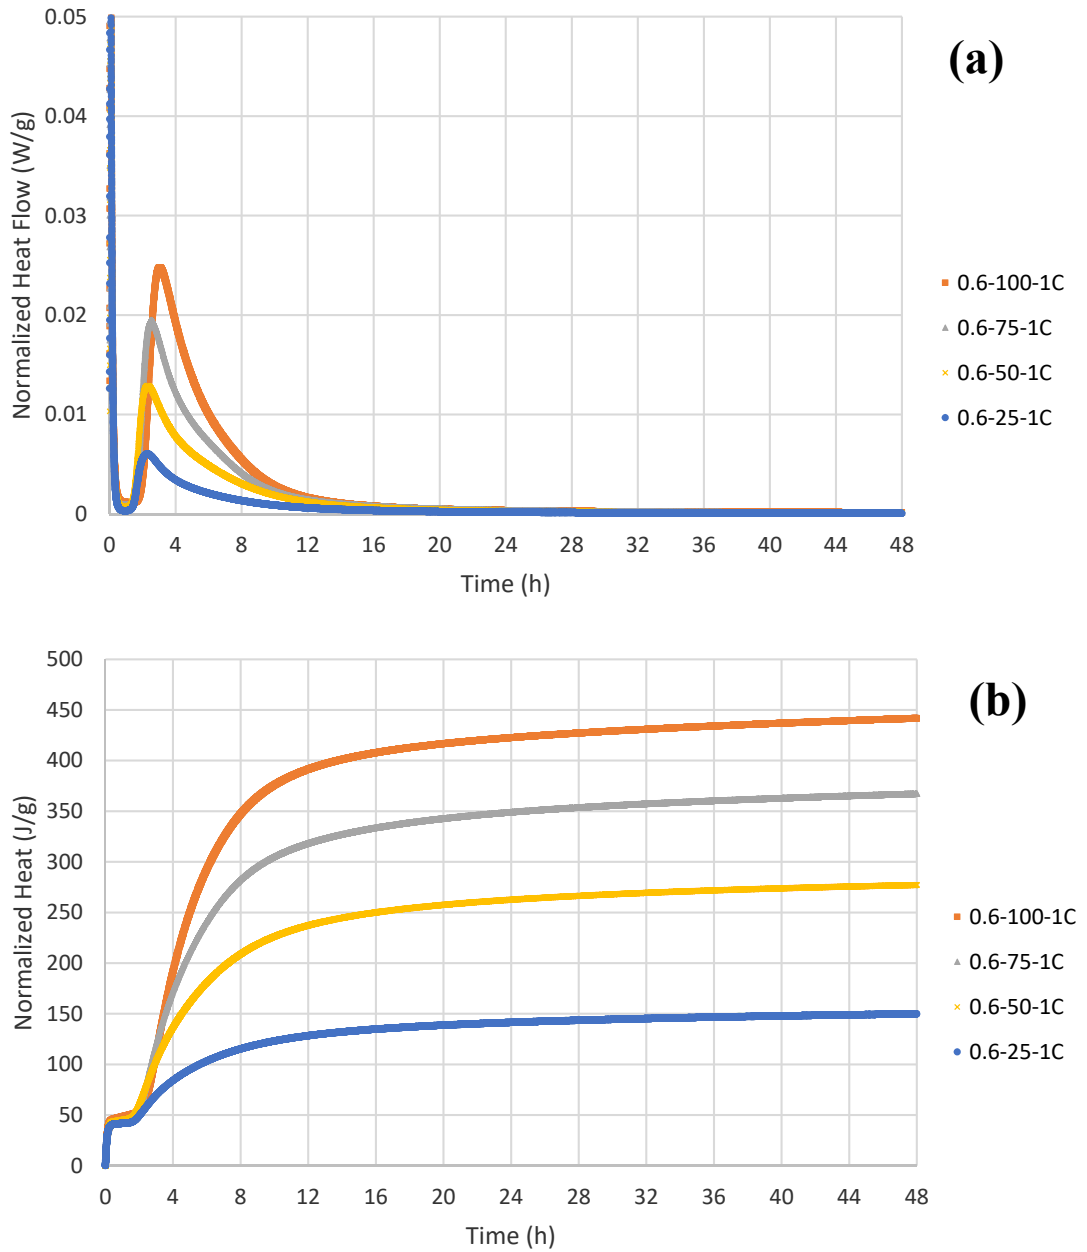 (a)
Normalized Heat Flow (W/g)
0.05
0.04
0.03
0.02
0.01
0
0 4 8 12 16 20 24 28 32 36 40 44 48
Time (h)
0.6-100-1C
0.6-75-1C
0.6-50-1C
0.6-25-1C
(b)
Normalized Heat (J/g)
500
450
400
350
300
250
200
150
100
50
0
0 4 8 12 16 20 24 28 32 36 40 44 48
Time (h)
0.6-100-1C
0.6-75-1C
0.6-50-1C
0.6-25-1C